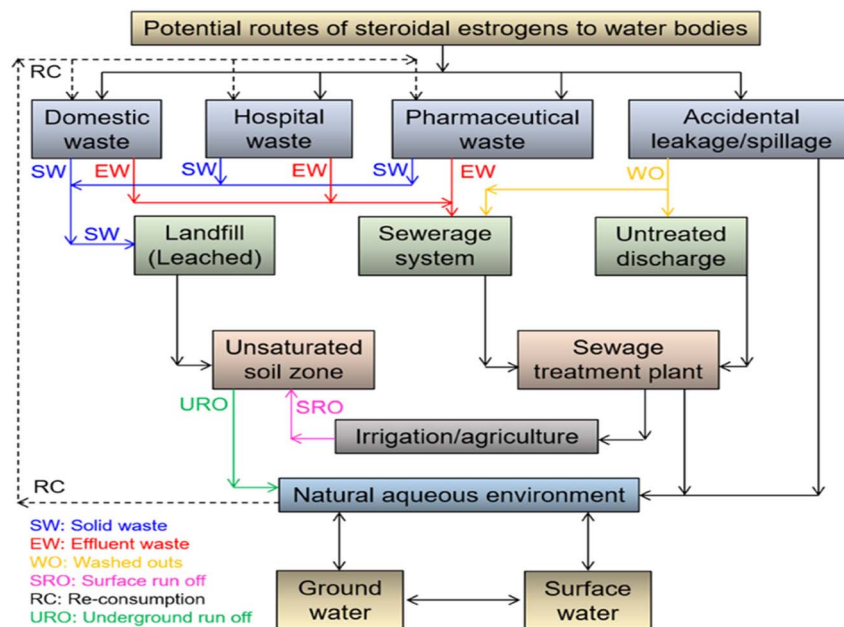 Potential routes of steroidal estrogens to water bodies
RC
Domestic
waste
Hospital
waste
Pharmaceutical
waste
Accidental
leakage/spillage
SW
EW
SW
EW
SW
EW
WO
SW
Landfill
(Leached)
Sewerage
system
Untreated
discharge
Unsaturated
soil zone
Sewage
treatment plant
URO
SRO
Irrigation/agriculture
RC
Natural aqueous environment
SW: Solid waste
EW: Effluent waste
WO: Washed outs
SRO: Surface run off
RC: Re-consumption
URO: Underground run off
Ground
water
Surface
water